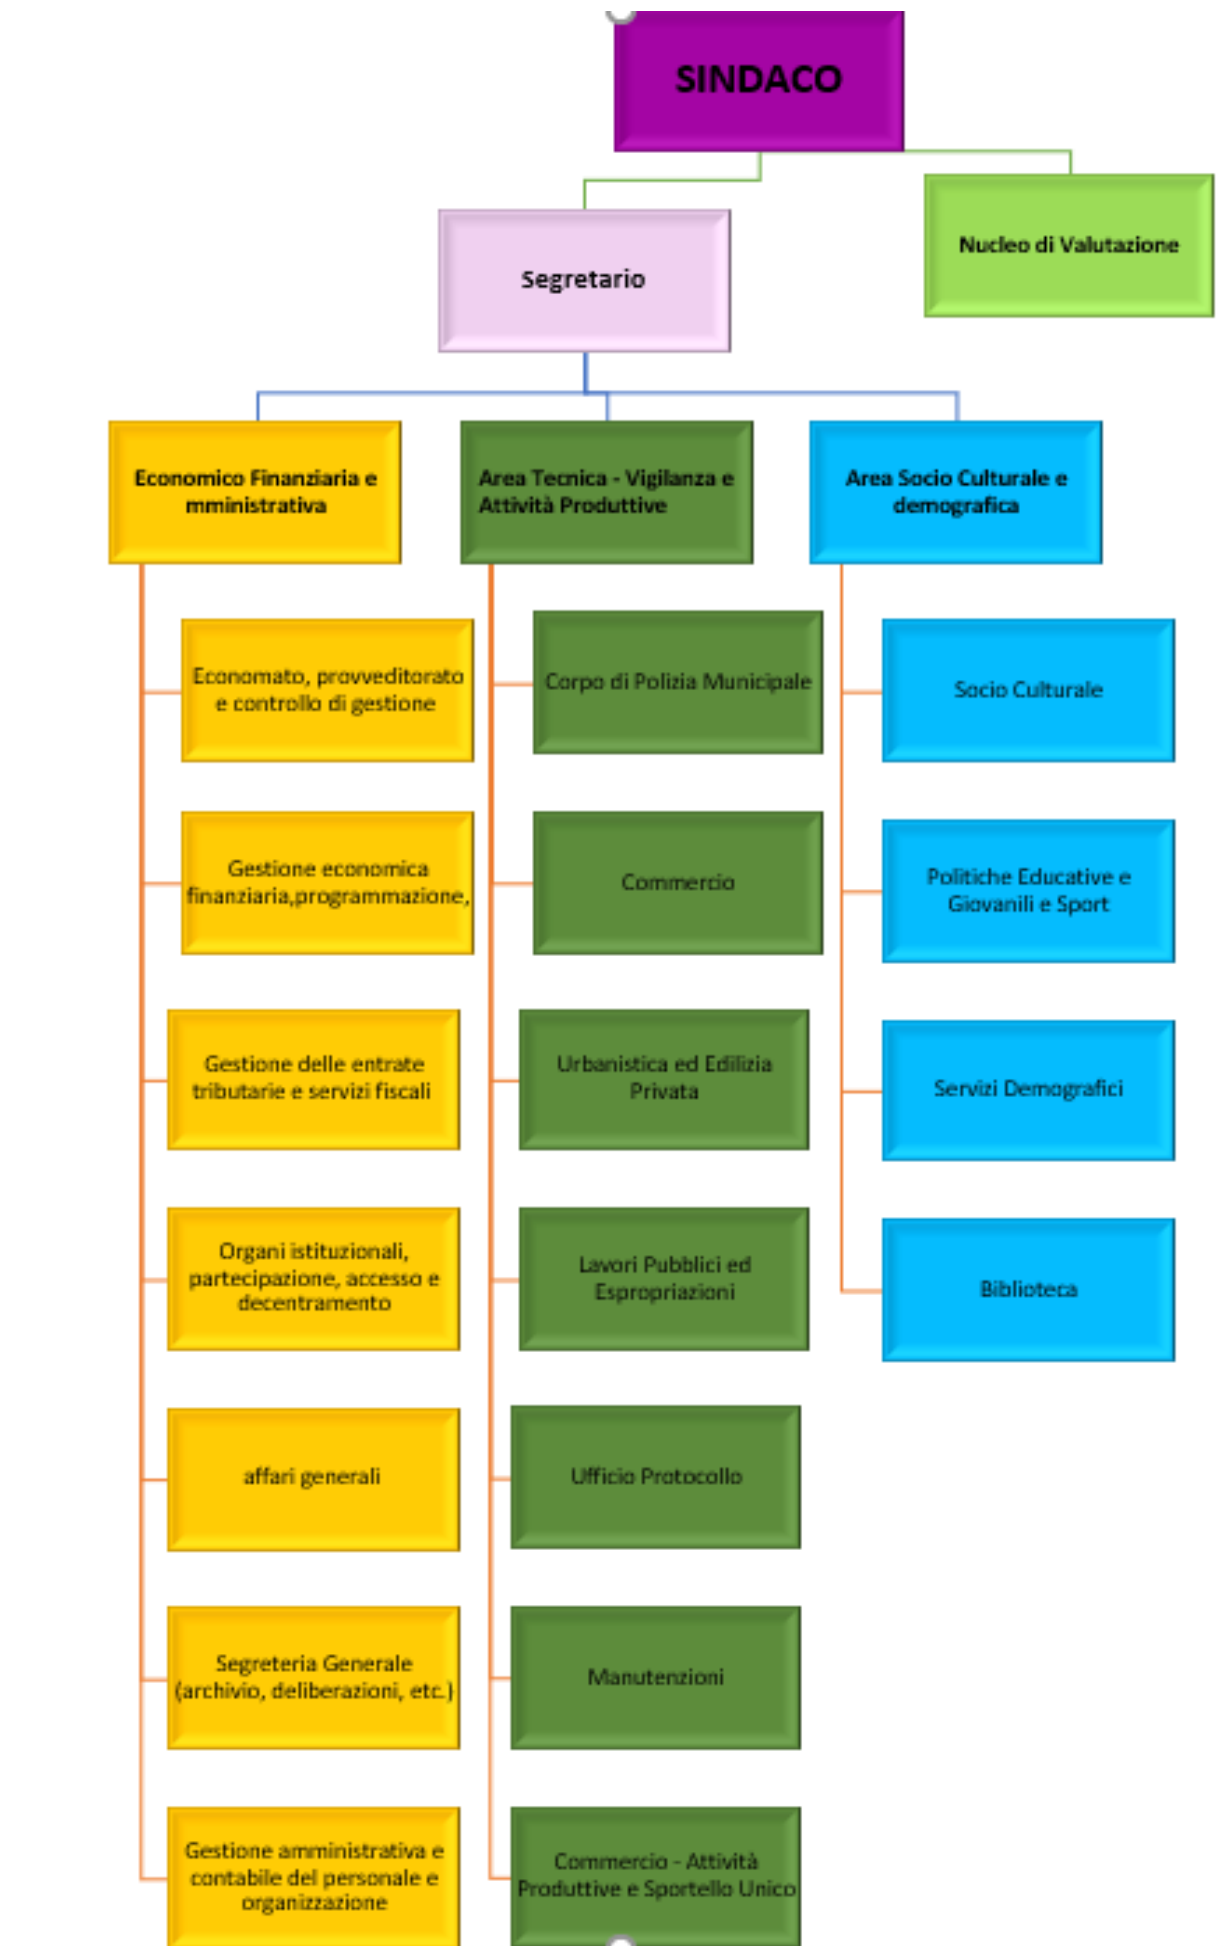 SINDACO
Nucleo di Valutazione
Segretario
Economico Finanziaria e
mministrativa
Area Tecnica - Vigilanza e
Attività Produttive
Area Socio Culturale e
demografica
Economato, provveditorato
e controllo di gestione
Gestione economica
finanziaria,programmazione,
Gestione delle entrate
tributarie e servizi fiscali
Organi istituzionali,
partecipazione, accesso e
decentramento
affari generali
Segreteria Generale
(archivio, deliberazioni, etc.)
Gestione amministrativa e
contabile del personale e
organizzazione
Corpo di Polizia Municipale
Commercio
Urbanistica ed Edilizia
Privata
Lavori Pubblici ed
Espropriazioni
Ufficio Protocollo
Manutenzioni
Commercio - Attività
Produttive e Sportello Unico
Socio Culturale
Politiche Educative e
Giovanili e Sport
Servizi Demografici
Biblioteca